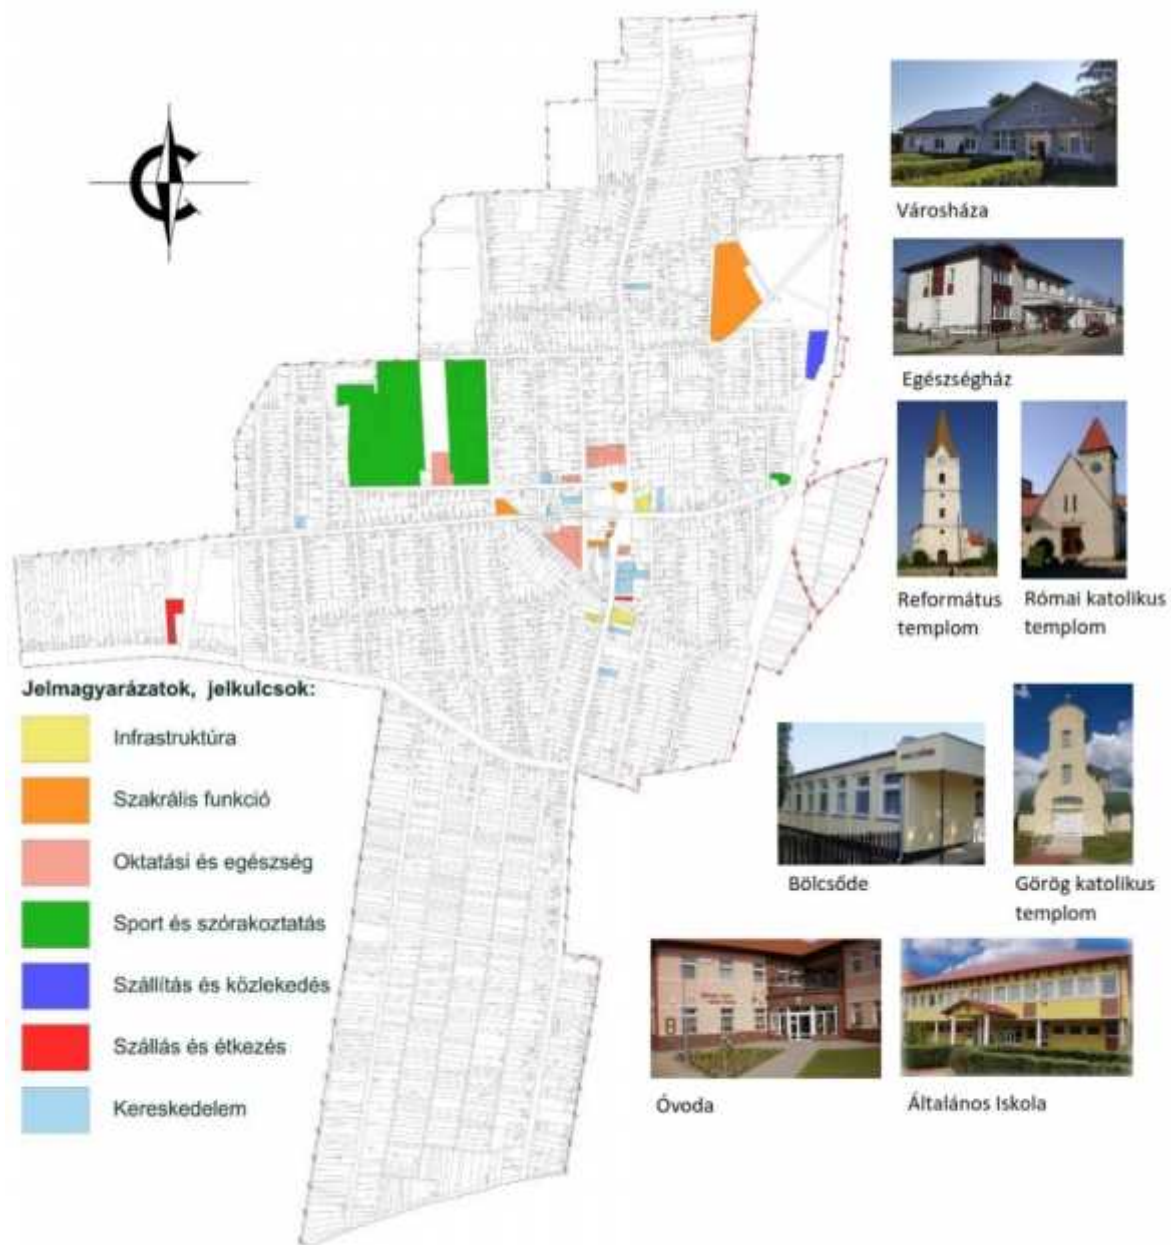 Városháza
Egészségház
Református
templom
Római katolikus
templom
Jelmagyarázatok, jelkulcsok:
Infrastruktúra
Szakrális funkció
Oktatási és egészség
Sport és szórakoztatás
Szállítás és közlekedés
Szállás és étkezés
Kereskedelem
Bölcsőde
Görög katolikus
templom
Óvoda
Általános Iskola